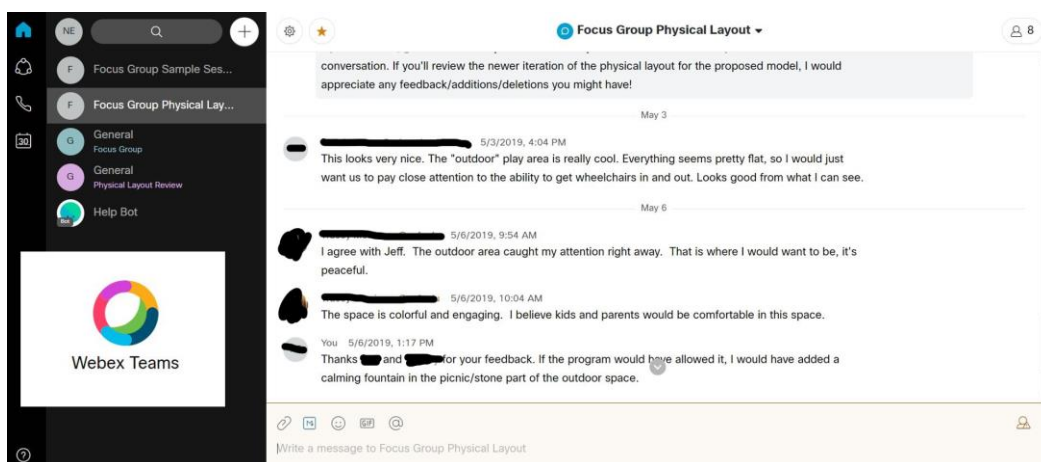 NE
F Focus Group Sample Ses...
F Focus Group Physical Lay...
30
G General
Focus Group
G General
Physical Layout Review
Bot Help Bot
Webex Teams
Focus Group Physical Layout
8
conversation. If you'll review the newer iteration of the physical layout for the proposed model, I would
appreciate any feedback/additions/deletions you might have!
May 3
5/3/2019, 4:04 PM
This looks very nice. The "outdoor" play area is really cool. Everything seems pretty flat, so I would just
want us to pay close attention to the ability to get wheelchairs in and out. Looks good from what I can see.
May 6
5/6/2019, 9:54 AM
I agree with Jeff. The outdoor area caught my attention right away. That is where I would want to be, it's
peaceful.
5/6/2019, 10:04 AM
The space is colorful and engaging. I believe kids and parents would be comfortable in this space.
You 5/6/2019, 1:17 PM
Thanks and for your feedback. If the program would have allowed it, I would have added a
calming fountain in the picnic/stone part of the outdoor space.
GIF @
Write a message to Focus Group Physical Layout